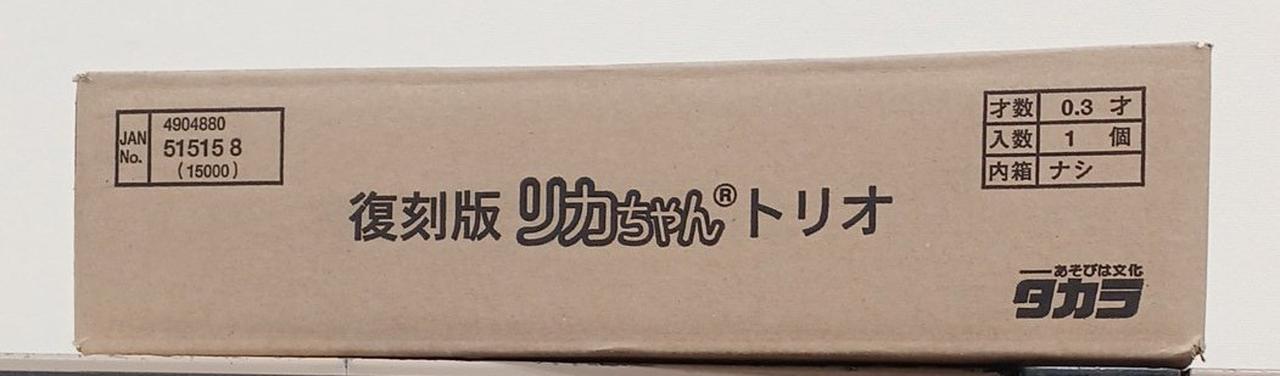 JAN No.
4904880
51515 8
(15000)
才数 0.3 才
入数 1 個
内箱 ナシ
復刻版 リカちゃん® トリオ
あそびは文化
タカラ